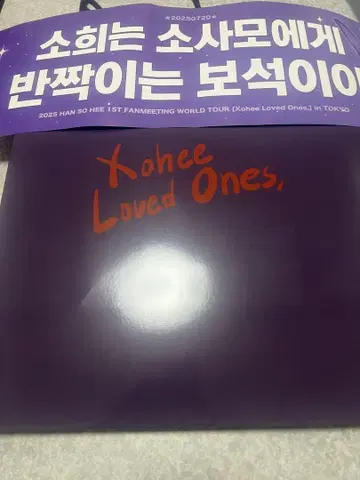 ★20250720★
소희는 소사모에게
반짝이는 보석이야
2025 HAN SO HEE 1ST FANMEETING WORLD TOUR [Xohee Loved Ones,] in TOKYO
Xohee
Loved Ones,